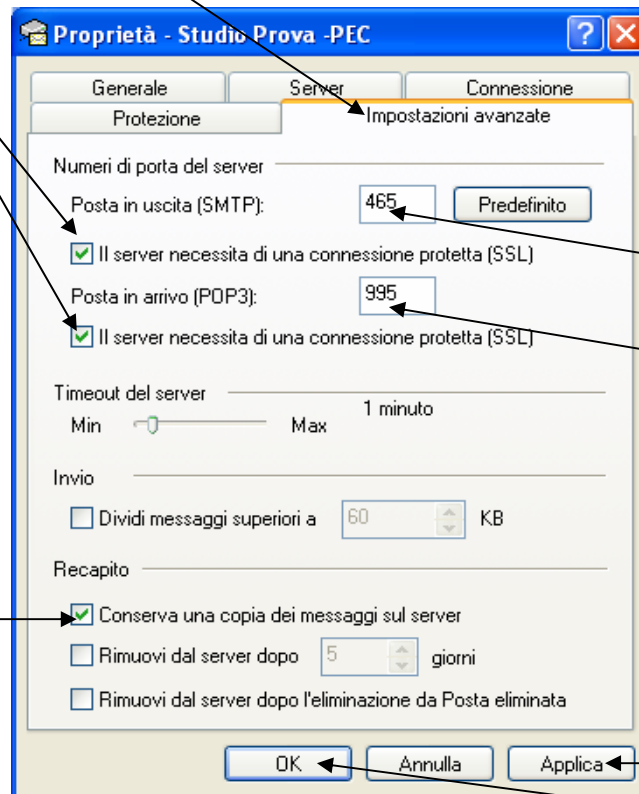 Proprietà - Studio Prova -PEC
Generale Server Connessione
Protezione Impostazioni avanzate
Numeri di porta del server
Posta in uscita (SMTP): 465 Predefinito
Il server necessita di una connessione protetta (SSL)
Posta in arrivo (POP3): 995
Il server necessita di una connessione protetta (SSL)
Timeout del server
Min Max 1 minuto
Invio
Dividi messaggi superiori a 60 KB
Recapito
Conserva una copia dei messaggi sul server
Rimuovi dal server dopo 5 giorni
Rimuovi dal server dopo l'eliminazione da Posta eliminata
OK Annulla Applica